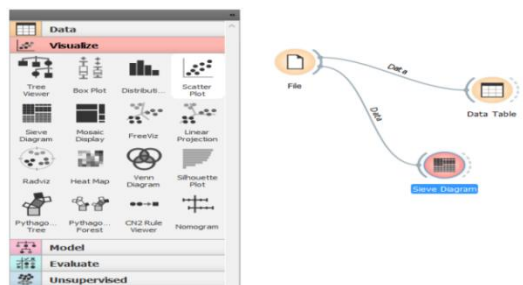 Data
Visualize
Tree Viewer
Box Plot
Distributi...
Scatter Plot
Sieve Diagram
Mosaic Display
FreeViz
Linear Projection
Radviz
Heat Map
Venn Diagram
Silhouette Plot
Pythago... Tree
Pythago... Forest
CN2 Rule Viewer
Nomogram
Model
Evaluate
Unsupervised
File
Data
Data
Data Table
Sieve Diagram